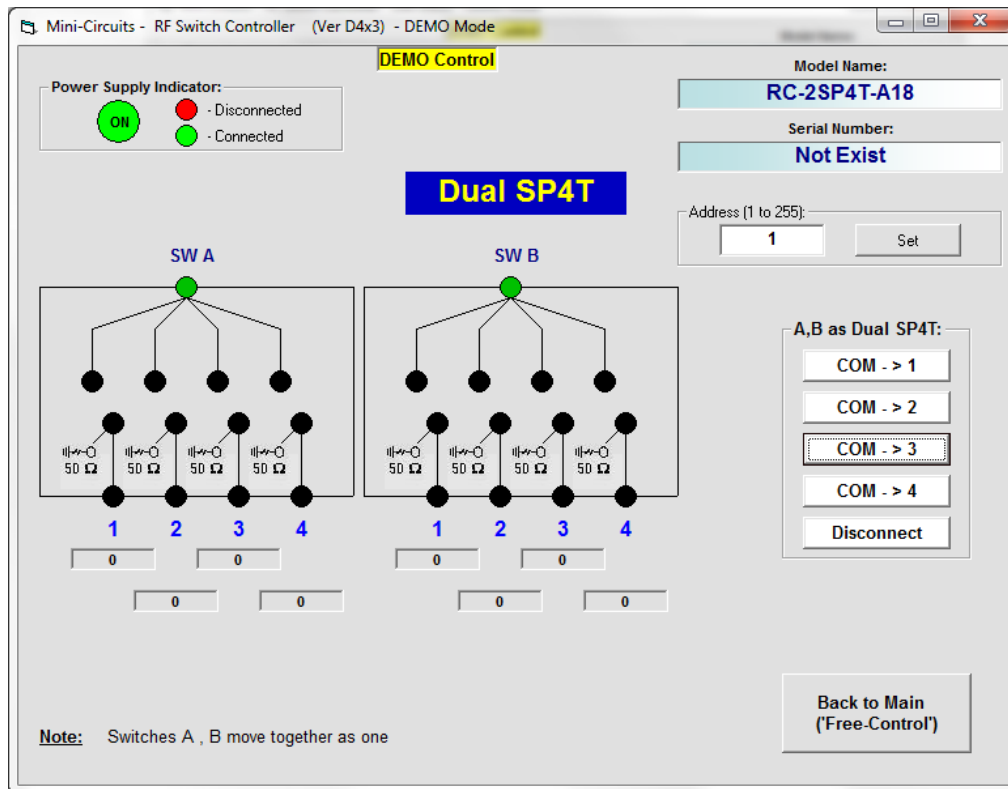 Mini-Circuits - RF Switch Controller (Ver D4x3) - DEMO Mode
DEMO Control
Power Supply Indicator:
ON
- Disconnected
- Connected
Model Name:
RC-2SP4T-A18
Serial Number:
Not Exist
Dual SP4T
Address (1 to 255):
1
Set
SW A
SW B
50 Ω 50 Ω 50 Ω 50 Ω
50 Ω 50 Ω 50 Ω 50 Ω
1 2 3 4
1 2 3 4
0 0
0 0
0 0
0 0
A,B as Dual SP4T:
COM - > 1
COM - > 2
COM - > 3
COM - > 4
Disconnect
Back to Main
('Free-Control')
Note: Switches A , B move together as one